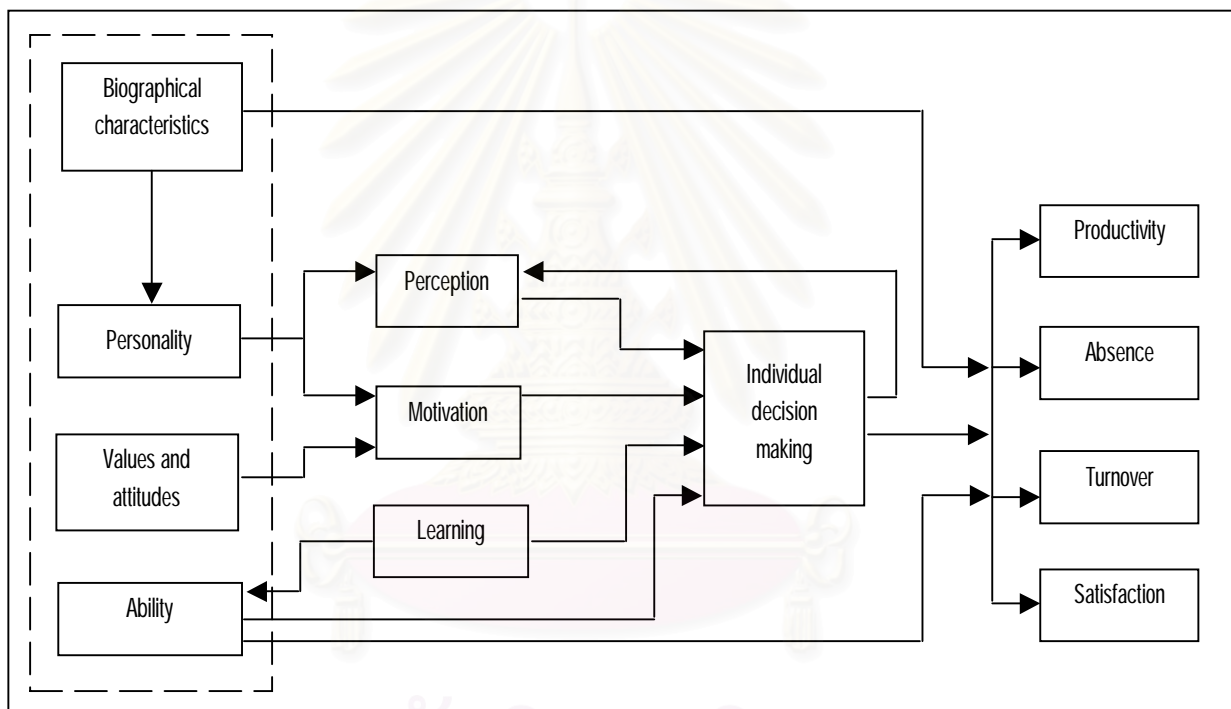 Biographical
characteristics
Personality
Values and
attitudes
Ability
Perception
Motivation
Learning
Individual
decision
making
Productivity
Absence
Turnover
Satisfaction